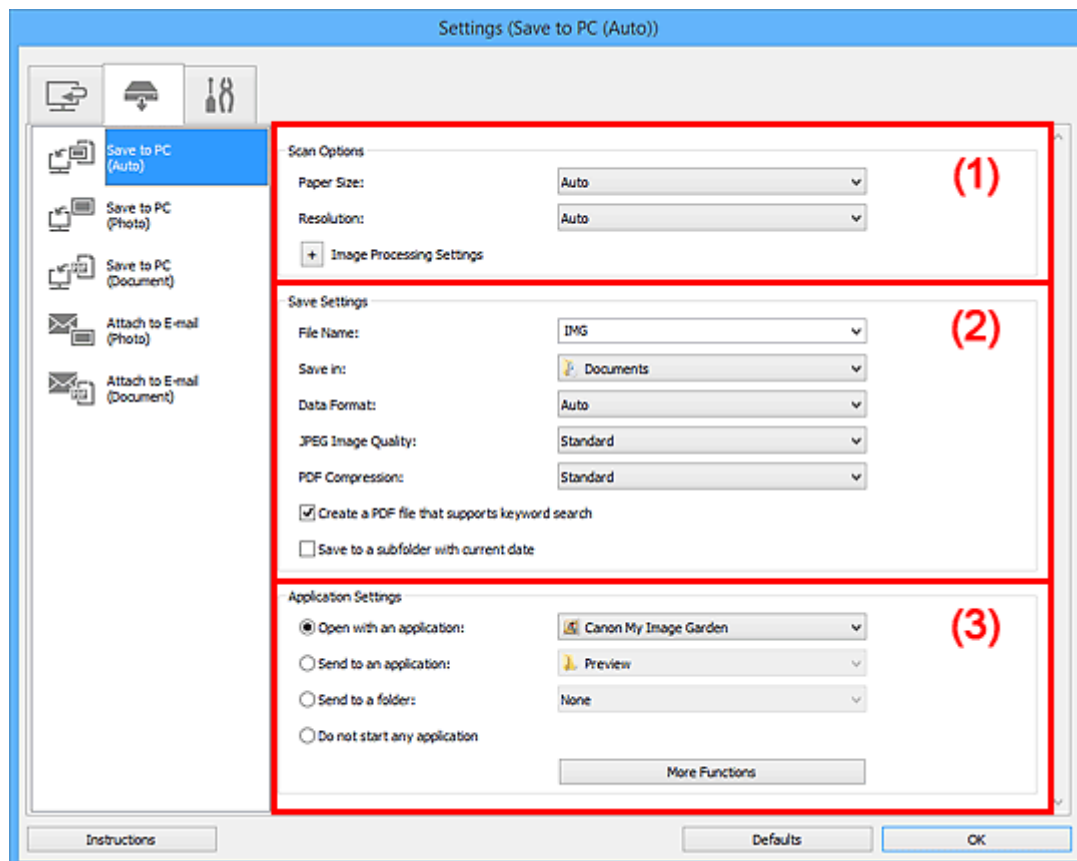 Settings (Save to PC (Auto))
Save to PC
(Auto)
Save to PC
(Photo)
Save to PC
(Document)
Attach to E-mail
(Photo)
Attach to E-mail
(Document)
Scan Options
(1)
Paper Size:
Auto
Resolution:
Auto
+ Image Processing Settings
Save Settings
(2)
File Name:
IMG
Save in:
Documents
Data Format:
Auto
JPEG Image Quality:
Standard
PDF Compression:
Standard
Create a PDF file that supports keyword search
Save to a subfolder with current date
Application Settings
(3)
Open with an application:
Canon My Image Garden
Send to an application:
Preview
Send to a folder:
None
Do not start any application
More Functions
Instructions
Defaults
OK